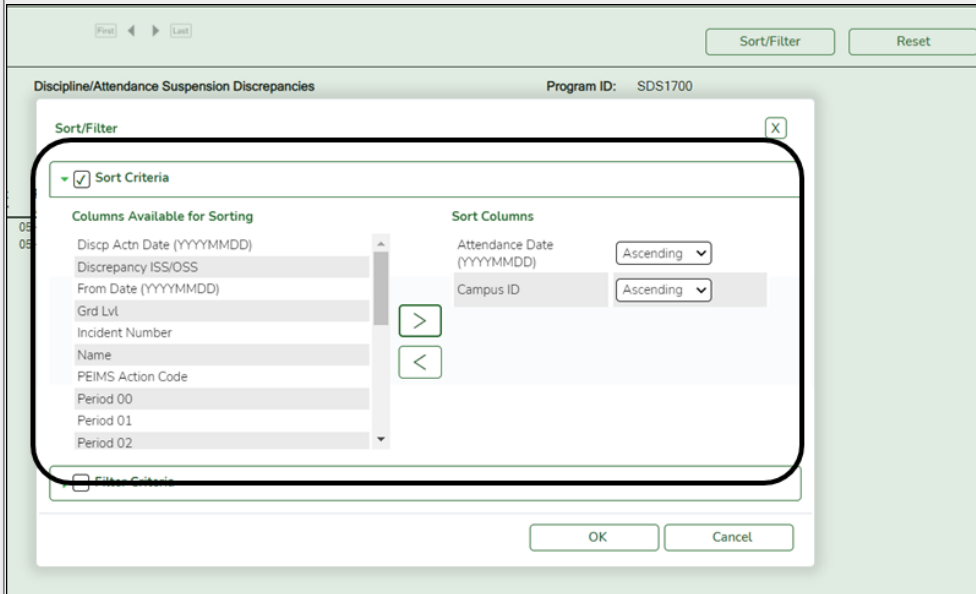 First Last
Sort/Filter Reset
Discipline/Attendance Suspension Discrepancies Program ID: SDS1700
Sort/Filter X
Sort Criteria
Columns Available for Sorting Sort Columns
Discp Actn Date (YYYYMMDD)
Discrepancy ISS/OSS
From Date (YYYYMMDD)
Grd Lvl
Incident Number
Name
PEIMS Action Code
Period 00
Period 01
Period 02
>
<
Attendance Date
(YYYYMMDD) Ascending
Campus ID Ascending
Filter Criteria
OK Cancel